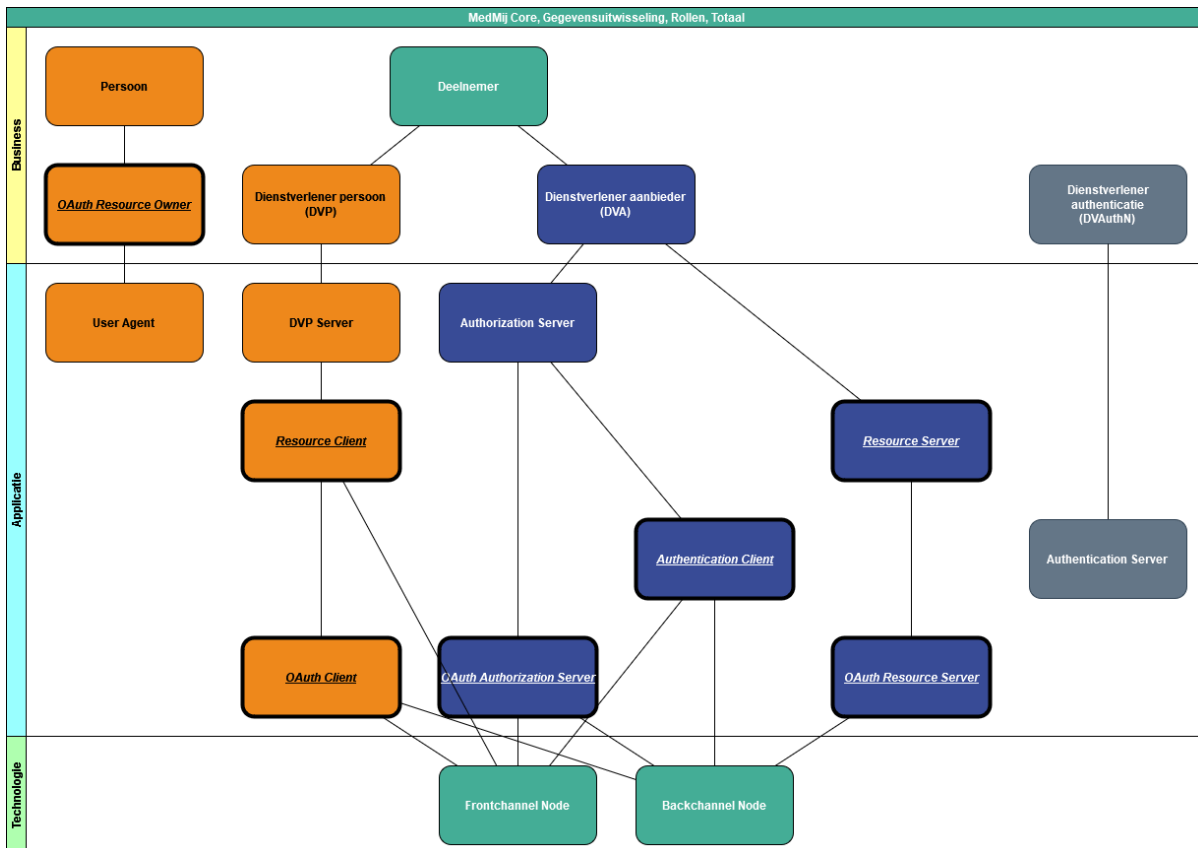 MedMij Core, Gegevensuitwisseling, Rollen, Totaal
Business
Persoon
Deelnemer
OAuth Resource Owner
Dienstverlener persoon
(DVP)
Dienstverlener aanbieder
(DVA)
Dienstverlener
authenticatie
(DVAuthN)
Applicatie
User Agent
DVP Server
Authorization Server
Resource Client
Resource Server
Authentication Client
Authentication Server
OAuth Client
OAuth Authorization Server
OAuth Resource Server
Technologie
Frontchannel Node
Backchannel Node